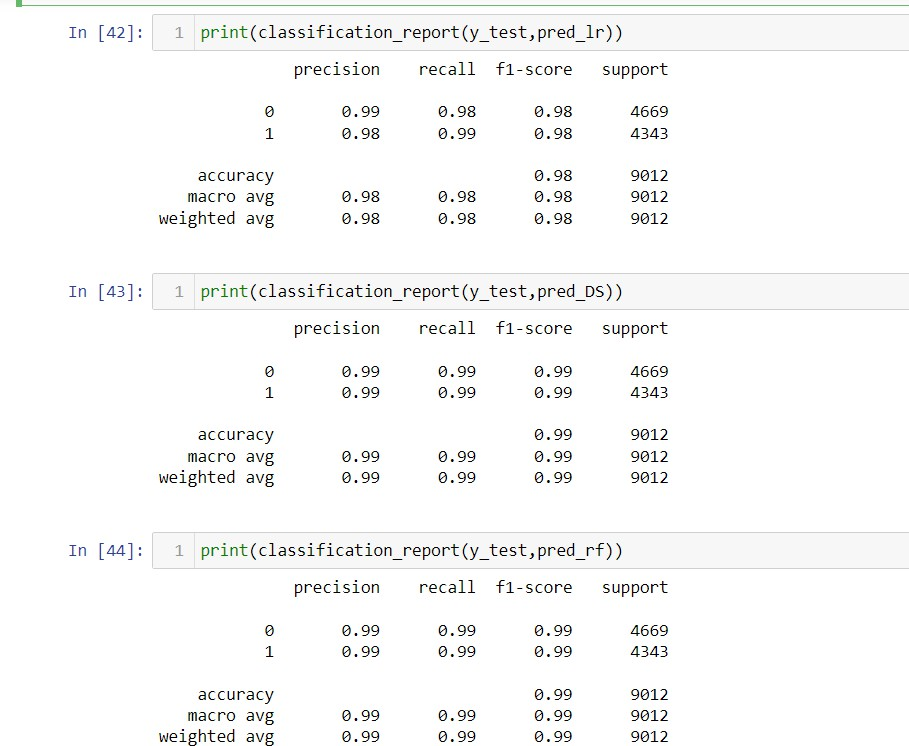 In [42]: 1 print(classification_report(y_test,pred_lr))
precision recall f1-score support
0 0.99 0.98 0.98 4669
1 0.98 0.99 0.98 4343
accuracy 0.98 9012
macro avg 0.98 0.98 0.98 9012
weighted avg 0.98 0.98 0.98 9012
In [43]: 1 print(classification_report(y_test,pred_DS))
precision recall f1-score support
0 0.99 0.99 0.99 4669
1 0.99 0.99 0.99 4343
accuracy 0.99 9012
macro avg 0.99 0.99 0.99 9012
weighted avg 0.99 0.99 0.99 9012
In [44]: 1 print(classification_report(y_test,pred_rf))
precision recall f1-score support
0 0.99 0.99 0.99 4669
1 0.99 0.99 0.99 4343
accuracy 0.99 9012
macro avg 0.99 0.99 0.99 9012
weighted avg 0.99 0.99 0.99 9012